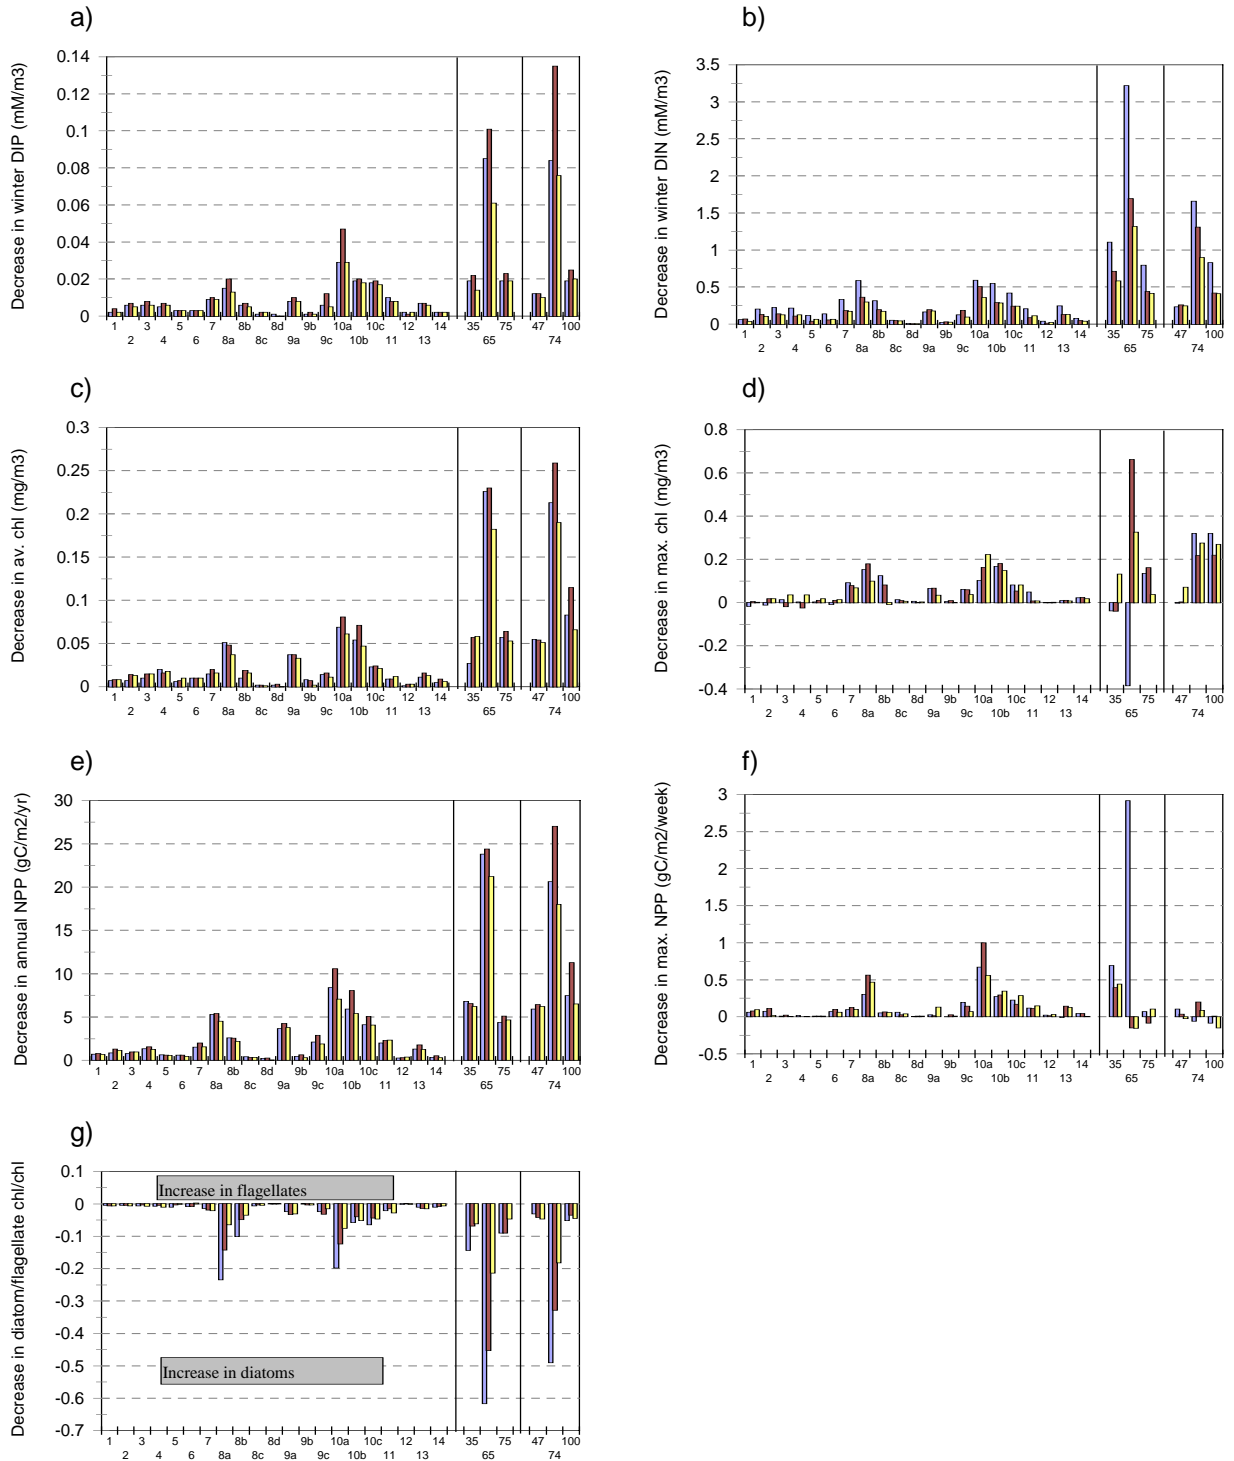 a)
Decrease in winter DIP (mM/m3)
0.14
0.12
0.1
0.08
0.06
0.04
0.02
0
1 3 5 7 8b 8d 9b 10a 10c 12 14 35 75 47 100
2 4 6 8a 8c 9a 9c 10b 11 13 65 74
b)
Decrease in winter DIN (mM/m3)
3.5
3
2.5
2
1.5
1
0.5
0
1 3 5 7 8b 8d 9b 10a 10c 12 14 35 75 47 100
2 4 6 8a 8c 9a 9c 10b 11 13 65 74
c)
Decrease in av. chl (mg/m3)
0.3
0.25
0.2
0.15
0.1
0.05
0
1 3 5 7 8b 8d 9b 10a 10c 12 14 35 75 47 100
2 4 6 8a 8c 9a 9c 10b 11 13 65 74
d)
Decrease in max. chl (mg/m3)
0.8
0.6
0.4
0.2
0
-0.2
-0.4
1 3 5 7 8b 8d 9b 10a 10c 12 14 35 75 47 100
2 4 6 8a 8c 9a 9c 10b 11 13 65 74
e)
Decrease in annual NPP (gC/m2/yr)
30
25
20
15
10
5
0
1 3 5 7 8b 8d 9b 10a 10c 12 14 35 75 47 100
2 4 6 8a 8c 9a 9c 10b 11 13 65 74
f)
Decrease in max. NPP (gC/m2/week)
3
2.5
2
1.5
1
0.5
0
-0.5
1 3 5 7 8b 8d 9b 10a 10c 12 14 35 75 47 100
2 4 6 8a 8c 9a 9c 10b 11 13 65 74
g)
Decrease in diatom/flagellate chl/chl
0.1
0
-0.1
-0.2
-0.3
-0.4
-0.5
-0.6
-0.7
Increase in flagellates
Increase in diatoms
1 3 5 7 8b 8d 9b 10a 10c 12 14 35 75 47 100
2 4 6 8a 8c 9a 9c 10b 11 13 65 74